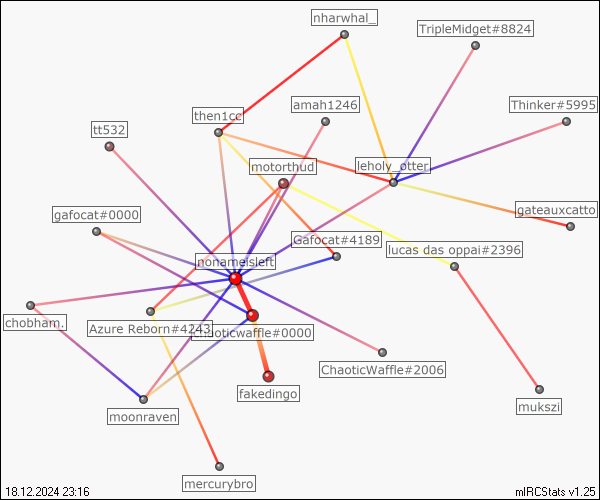 nharwhal_
TripleMidget#8824
amah1246
Thinker#5995
then1cc
tt532
motorthud
leholy_otter
gafocat#0000
gateauxcatto
Gafocat#4189
lucas das oppai#2396
nonameisleft
chobham.
Azure Reborn#4243
chaoticwaffle#0000
ChaoticWaffle#2006
fakedingo
mukszi
moonraven
mercurybro
18.12.2024 23:16
mIRCStats v1.25